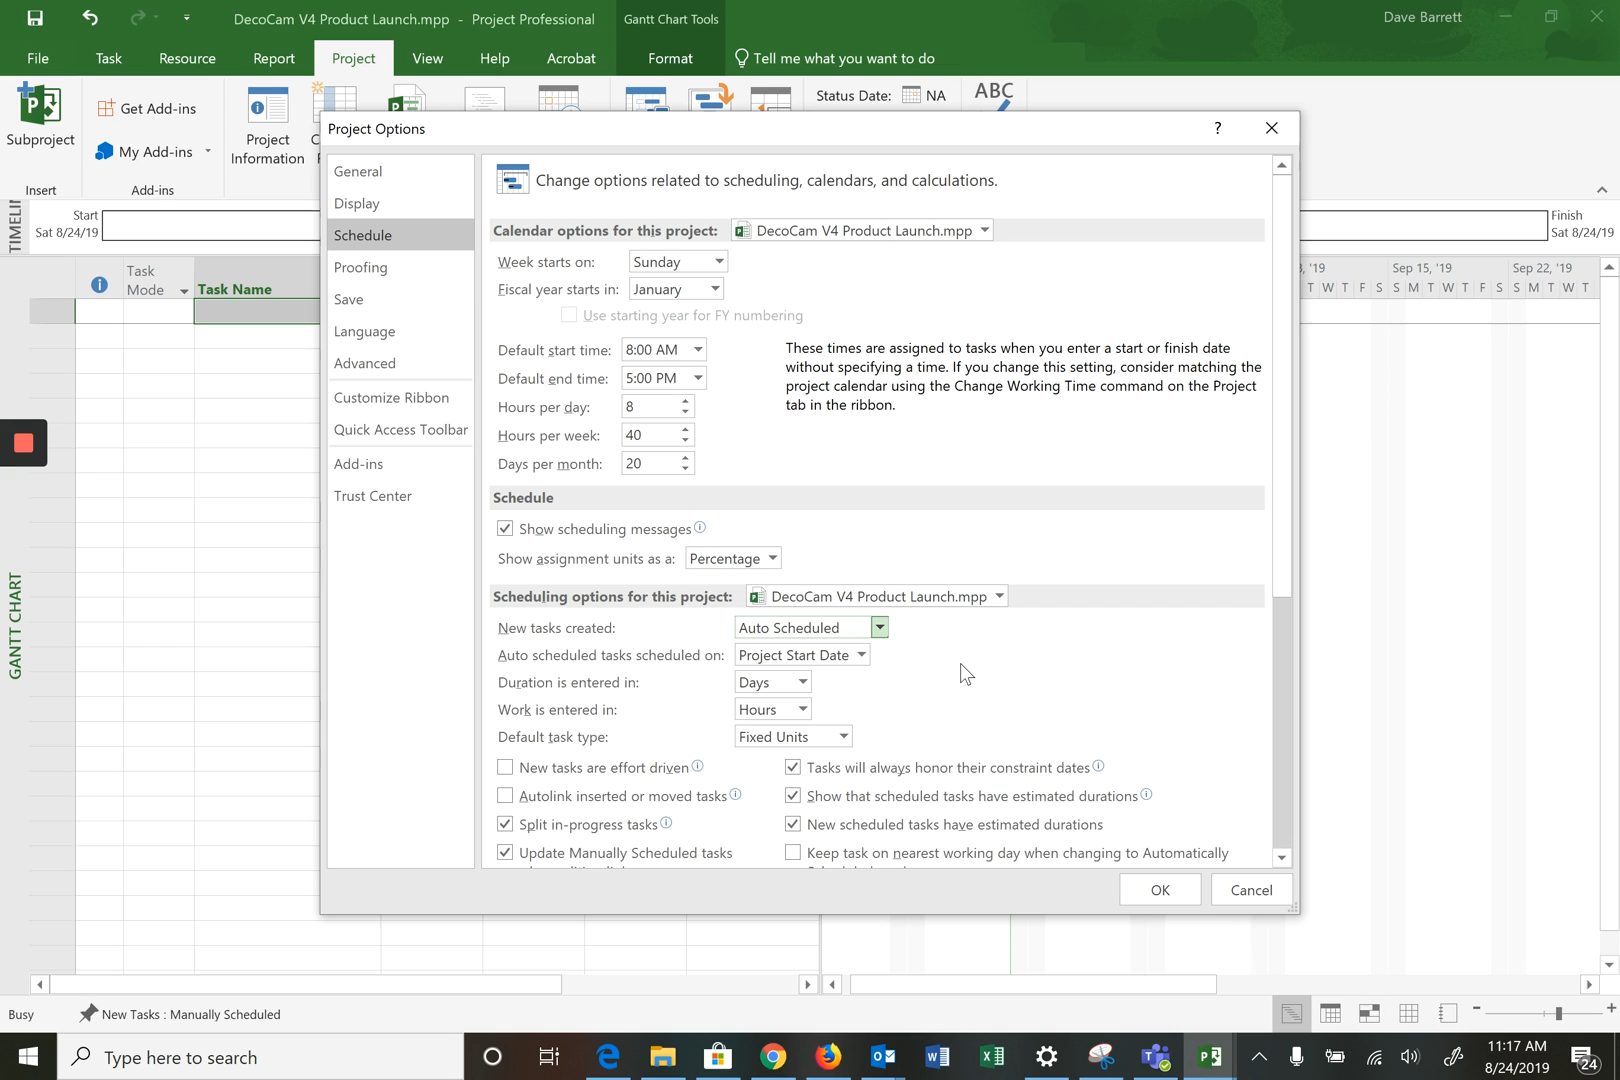 DecoCam V4 Product Launch.mpp - Project Professional
Gantt Chart Tools
Dave Barrett
File Task Resource Report Project View Help Acrobat Format Tell me what you want to do
Subproject
Get Add-ins
My Add-ins
Project
Information
Status Date: NA
ABC
Insert
Add-ins
TIMELIN
Start
Sat 8/24/19
Finish
Sat 8/24/19
Task
Mode
Task Name
, '19 Sep 15, '19 Sep 22, '19
T W T F S S M T W T F S S M T W T
GANTT CHART
Project Options
?
General
Display
Schedule
Proofing
Save
Language
Advanced
Customize Ribbon
Quick Access Toolbar
Add-ins
Trust Center
Change options related to scheduling, calendars, and calculations.
Calendar options for this project: DecoCam V4 Product Launch.mpp
Week starts on: Sunday
Fiscal year starts in: January
Use starting year for FY numbering
Default start time: 8:00 AM
Default end time: 5:00 PM
Hours per day: 8
Hours per week: 40
Days per month: 20
These times are assigned to tasks when you enter a start or finish date
without specifying a time. If you change this setting, consider matching the
project calendar using the Change Working Time command on the Project
tab in the ribbon.
Schedule
Show scheduling messages
Show assignment units as a: Percentage
Scheduling options for this project: DecoCam V4 Product Launch.mpp
New tasks created: Auto Scheduled
Auto scheduled tasks scheduled on: Project Start Date
Duration is entered in: Days
Work is entered in: Hours
Default task type: Fixed Units
New tasks are effort driven
Autolink inserted or moved tasks
Split in-progress tasks
Update Manually Scheduled tasks
Tasks will always honor their constraint dates
Show that scheduled tasks have estimated durations
New scheduled tasks have estimated durations
Keep task on nearest working day when changing to Automatically
OK
Cancel
Busy
New Tasks : Manually Scheduled
Type here to search
11:17 AM
8/24/2019
24